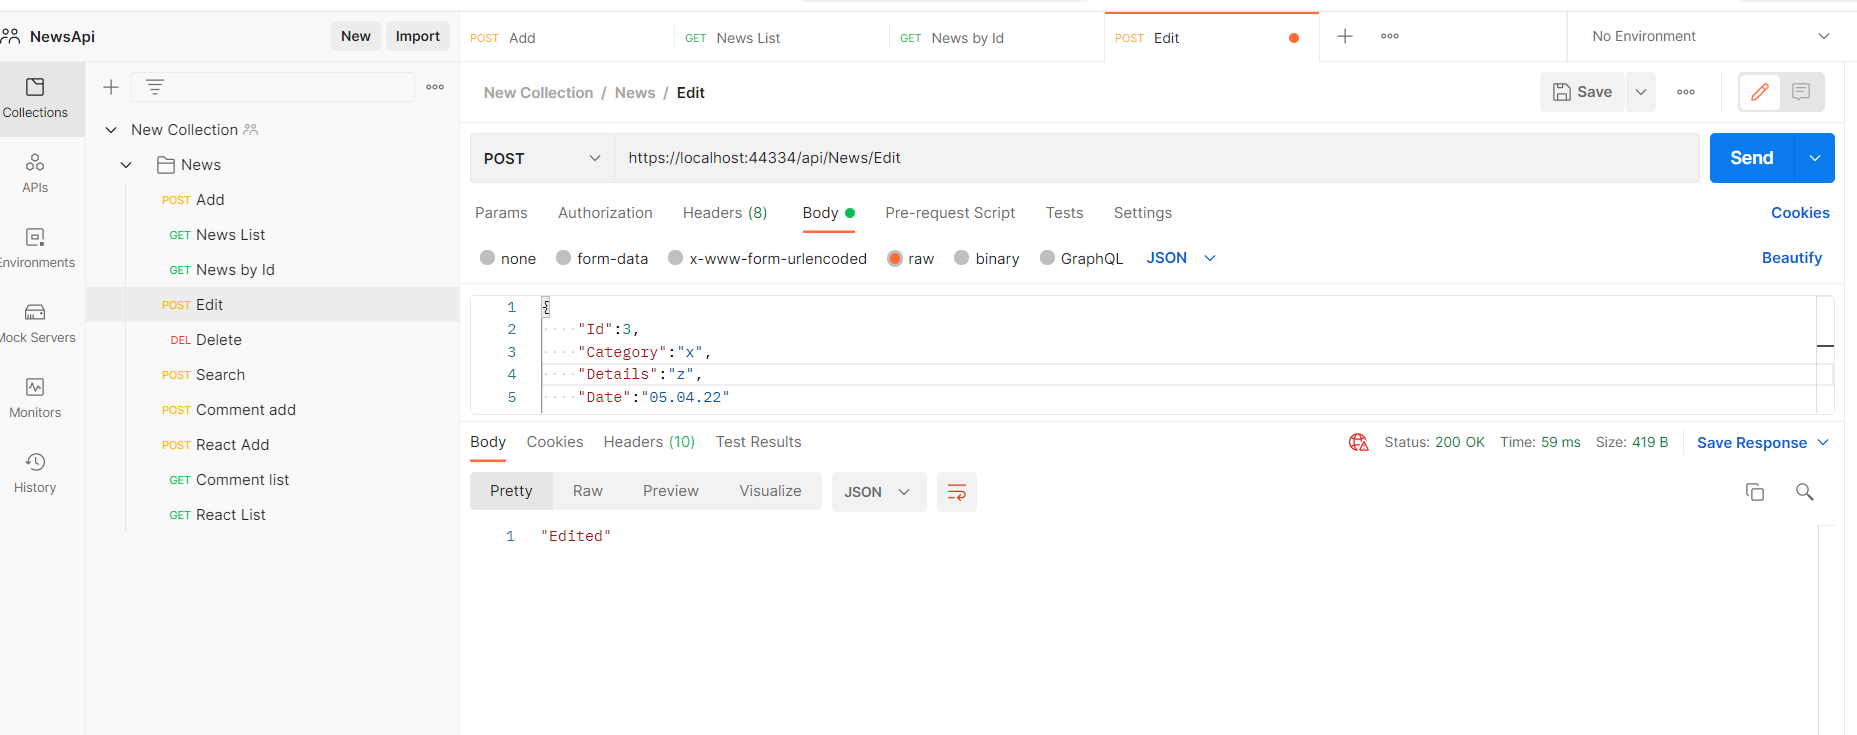 NewsApi
New
Import
POST Add
GET News List
GET News by Id
POST Edit
No Environment
Collections
APIs
Environments
Mock Servers
Monitors
History
New Collection
News
POST Add
GET News List
GET News by Id
POST Edit
DEL Delete
POST Search
POST Comment add
POST React Add
GET Comment list
GET React List
New Collection / News / Edit
Save
POST
https://localhost:44334/api/News/Edit
Send
Params Authorization Headers (8) Body Pre-request Script Tests Settings
Cookies
none form-data x-www-form-urlencoded raw binary GraphQL JSON
Beautify
1 {
2 "Id":3,
3 "Category":"x",
4 "Details":"z",
5 "Date":"05.04.22"
Body Cookies Headers (10) Test Results
Status: 200 OK Time: 59 ms Size: 419 B
Save Response
Pretty Raw Preview Visualize JSON
1 "Edited"